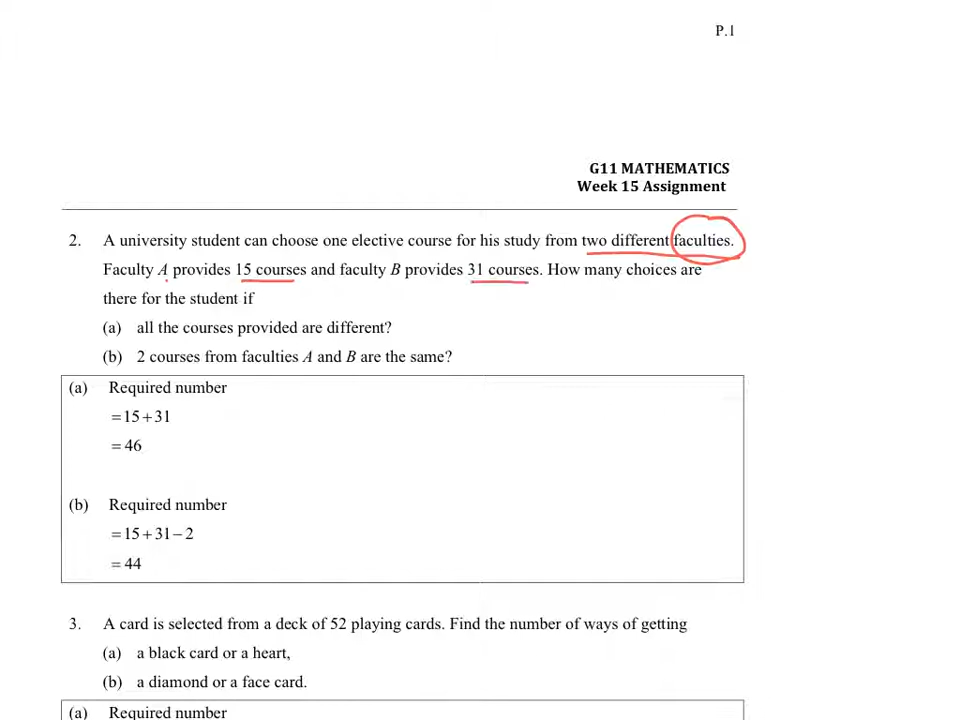 P.1
G11 MATHEMATICS
Week 15 Assignment
2. A university student can choose one elective course for his study from two different faculties.
Faculty A provides 15 courses and faculty B provides 31 courses. How many choices are
there for the student if
(a) all the courses provided are different?
(b) 2 courses from faculties A and B are the same?
(a) Required number
=15+31
=46
(b) Required number
=15+31−2
=44
3. A card is selected from a deck of 52 playing cards. Find the number of ways of getting
(a) a black card or a heart,
(b) a diamond or a face card.
(a) Required number